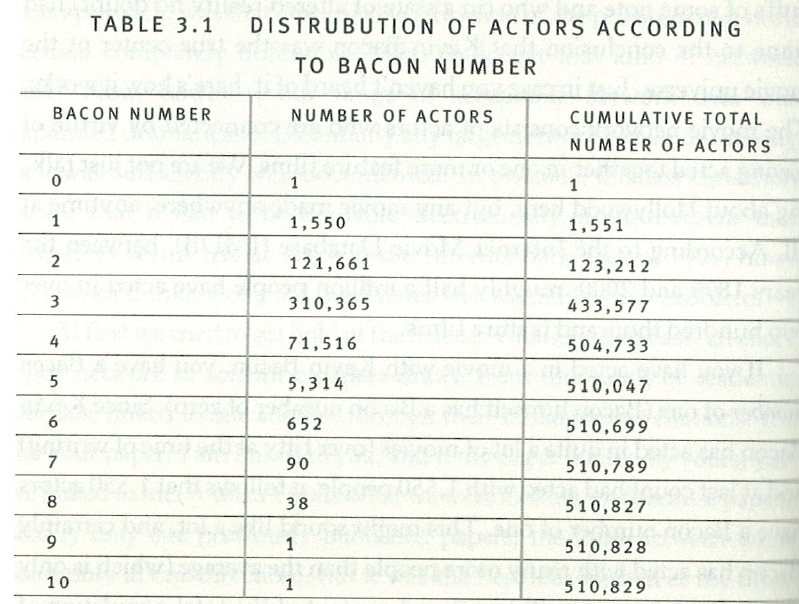 TABLE 3.1 DISTRUBUTION OF ACTORS ACCORDING
TO BACON NUMBER
BACON NUMBER NUMBER OF ACTORS CUMULATIVE TOTAL
NUMBER OF ACTORS
0 1 1
1 1,550 1,551
2 121,661 123,212
3 310,365 433,577
4 71,516 504,733
5 5,314 510,047
6 652 510,699
7 90 510,789
8 38 510,827
9 1 510,828
10 1 510,829